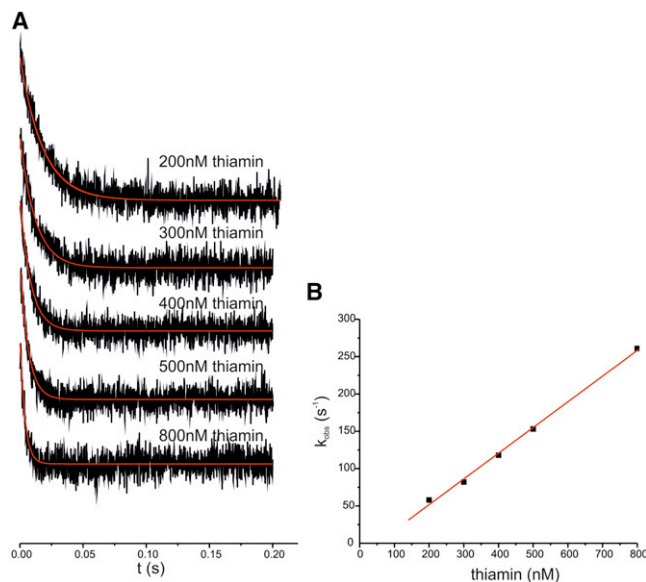 A
200nM thiamin
300nM thiamin
400nM thiamin
500nM thiamin
800nM thiamin
0.00 0.05 0.10 0.15 0.20
t (s)
B
300
250
200
150
100
50
0
0 100 200 300 400 500 600 700 800
k_obs (s⁻¹)
thiamin (nM)